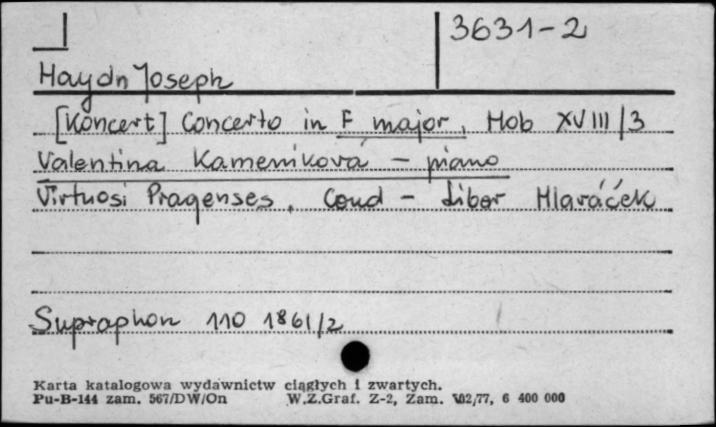 3631-2
Haydn Joseph
[Koncert] Concerto in F major, Hob XVIII/3
Valentina Kamenikova - piano
Virtuosi Pragenses, Cond - Libor Hlaváček
Supraphon 110 1861/2
Karta katalogowa wydawnictw ciągłych i zwartych.
Pu-B-144 zam. 567/DW/On W.Z.Graf. Z-2, Zam. 102/77, 6 400 000